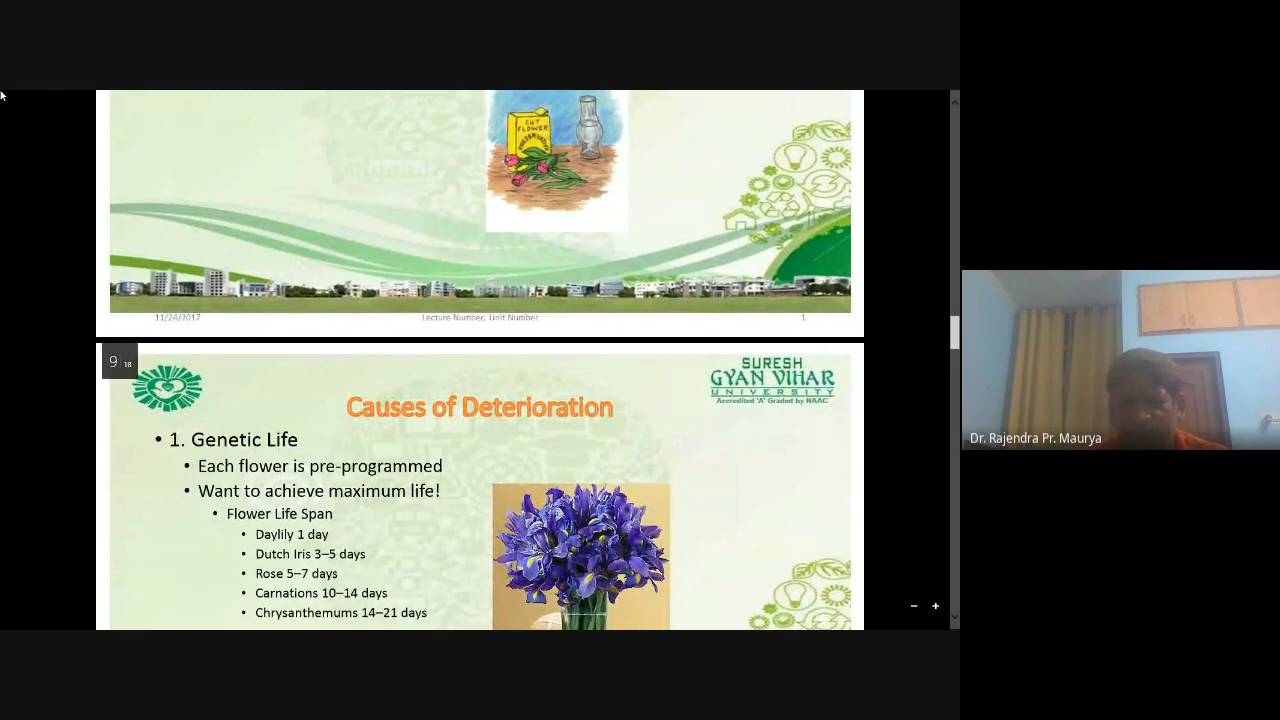 CUT
FLOWER
PRESERVATIVE
11/24/2017
Lecture Number, Unit Number
1
9 | 18
SURESH
GYAN VIHAR
UNIVERSITY
Accredited 'A' Graded by NAAC
Causes of Deterioration
• 1. Genetic Life
• Each flower is pre-programmed
• Want to achieve maximum life!
• Flower Life Span
• Daylily 1 day
• Dutch Iris 3–5 days
• Rose 5–7 days
• Carnations 10–14 days
• Chrysanthemums 14–21 days
Dr. Rajendra Pr. Maurya